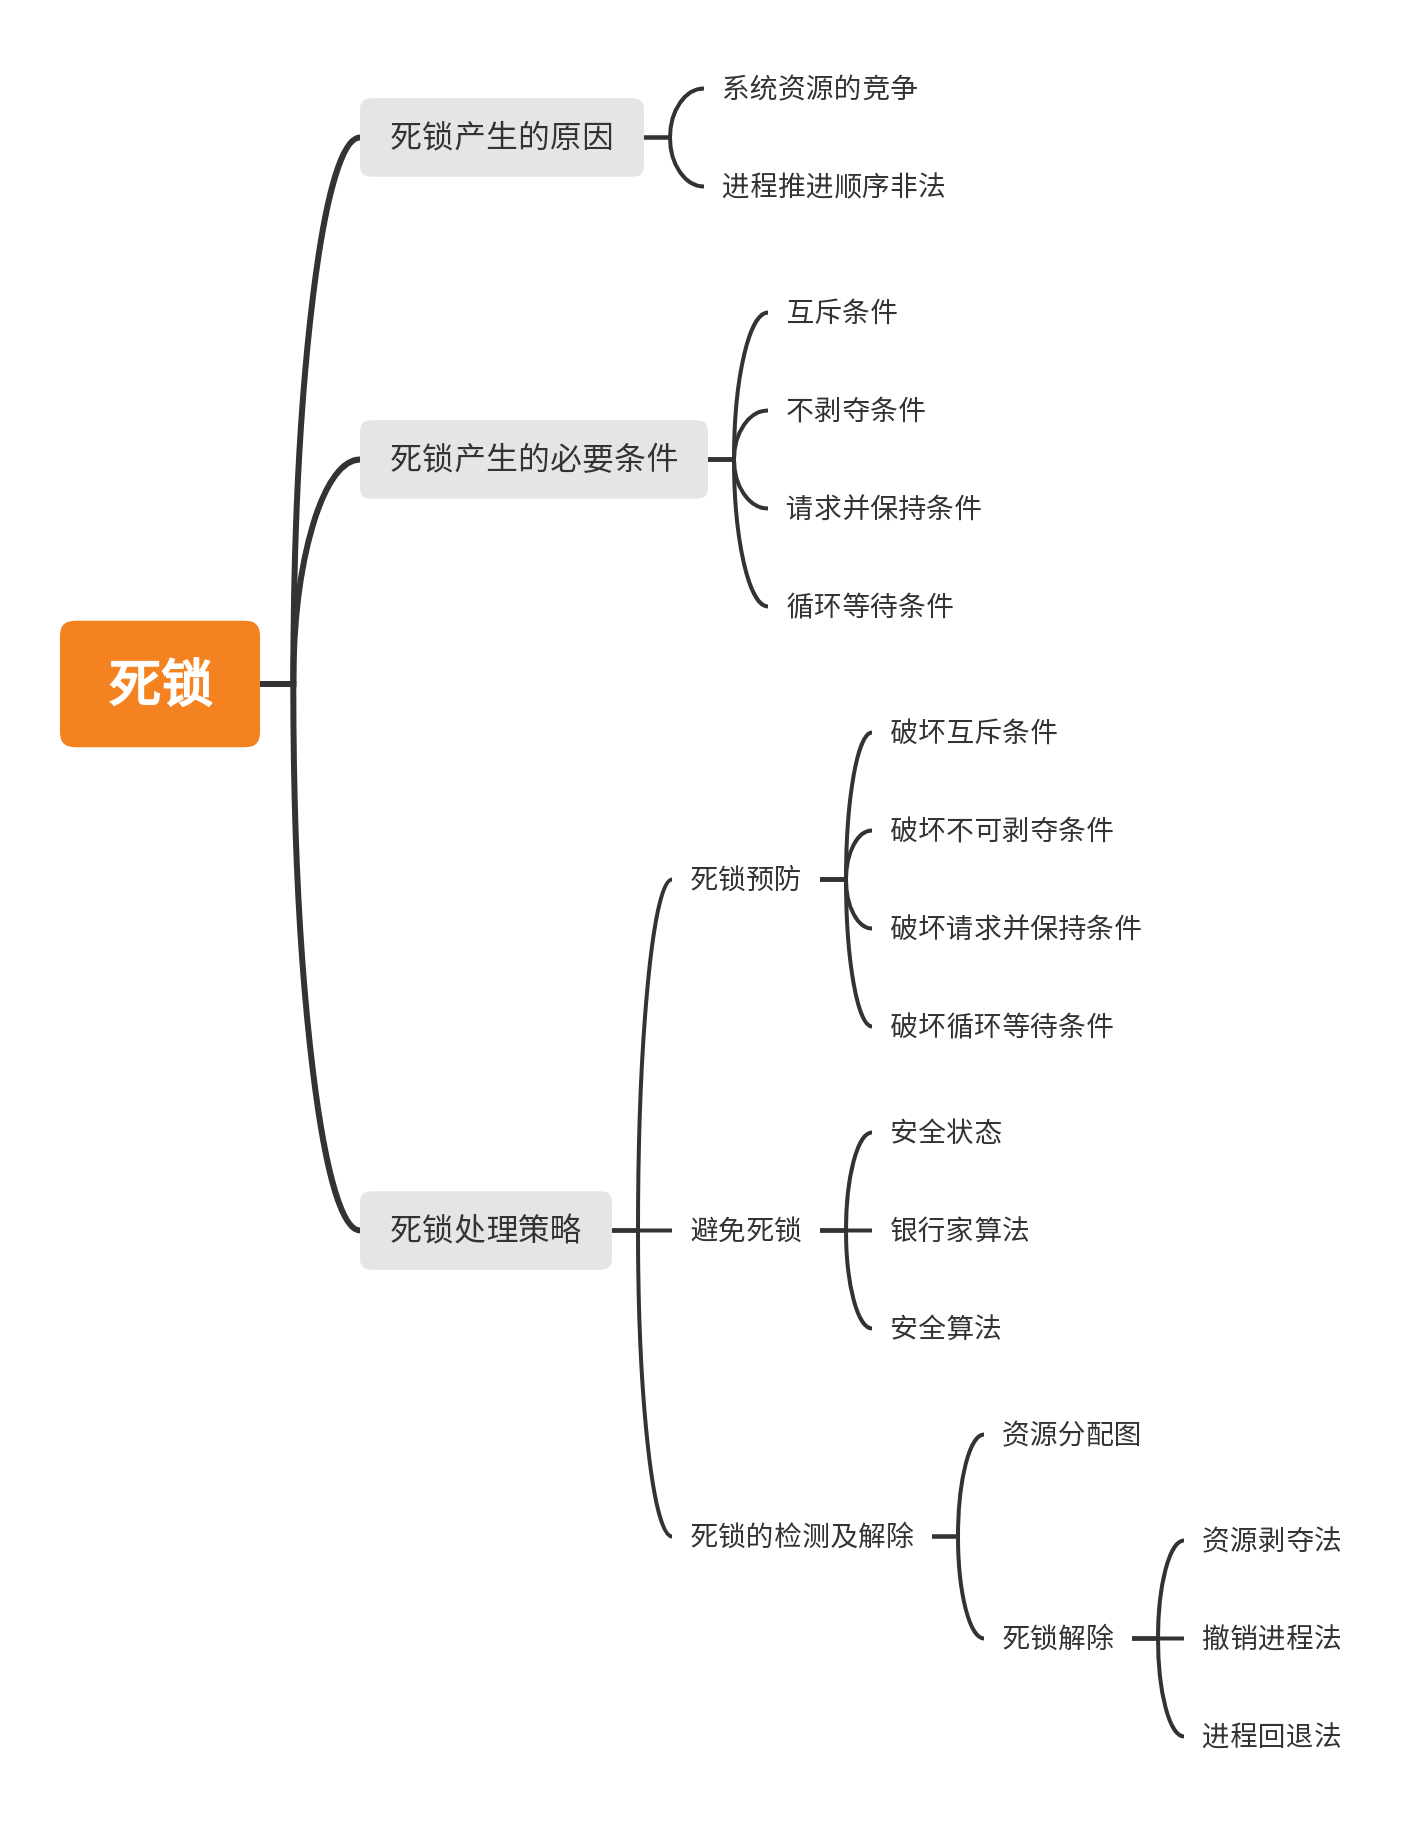 死锁
死锁产生的原因
系统资源的竞争
进程推进顺序非法
死锁产生的必要条件
互斥条件
不剥夺条件
请求并保持条件
循环等待条件
死锁处理策略
死锁预防
破坏互斥条件
破坏不可剥夺条件
破坏请求并保持条件
破坏循环等待条件
避免死锁
安全状态
银行家算法
安全算法
死锁的检测及解除
资源分配图
死锁解除
资源剥夺法
撤销进程法
进程回退法